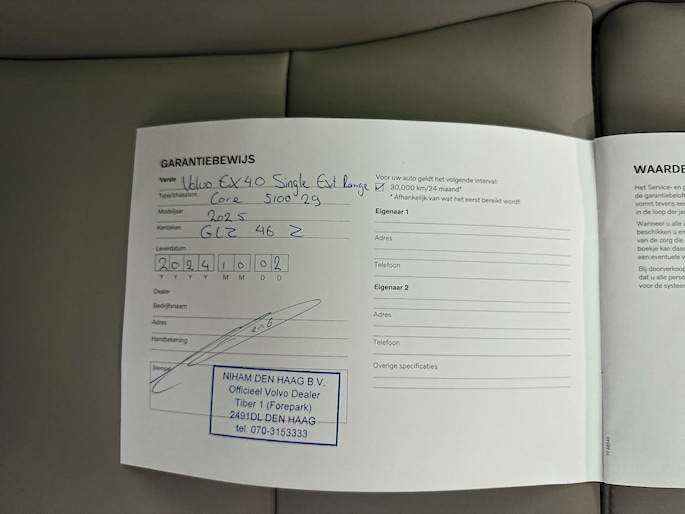 GARANTIEBEWIJS
Versie Volvo EX40 Single Ext Range
Type/chassisnr. Core 5100 29
Modeljaar 2025
Kenteken GLZ 46 Z
Leverdatum
2024 10 02
Y Y Y Y M M D D
Dealer
Bedrijfsnaam
Adres
Handtekening
Stempel
NIHAM DEN HAAG B.V.
Officieel Volvo Dealer
Tiber 1 (Forepark)
2491DL DEN HAAG
tel: 070-3153333
Voor uw auto geldt het volgende interval:
30.000 km/24 maand*
* Afhankelijk van wat het eerst bereikt wordt
Eigenaar 1
Adres
Telefoon
Eigenaar 2
Adres
Telefoon
Overige specificaties
WAARDE
Het Service- en g
de garantiebeloft
vormt tevens een
in de loop der jar
Wanneer u alle u
beschikken u en
van de zorg die
boekje kan daar
een eventuele v
Bij doorverkoop
dat u alle perso
voor de systeem